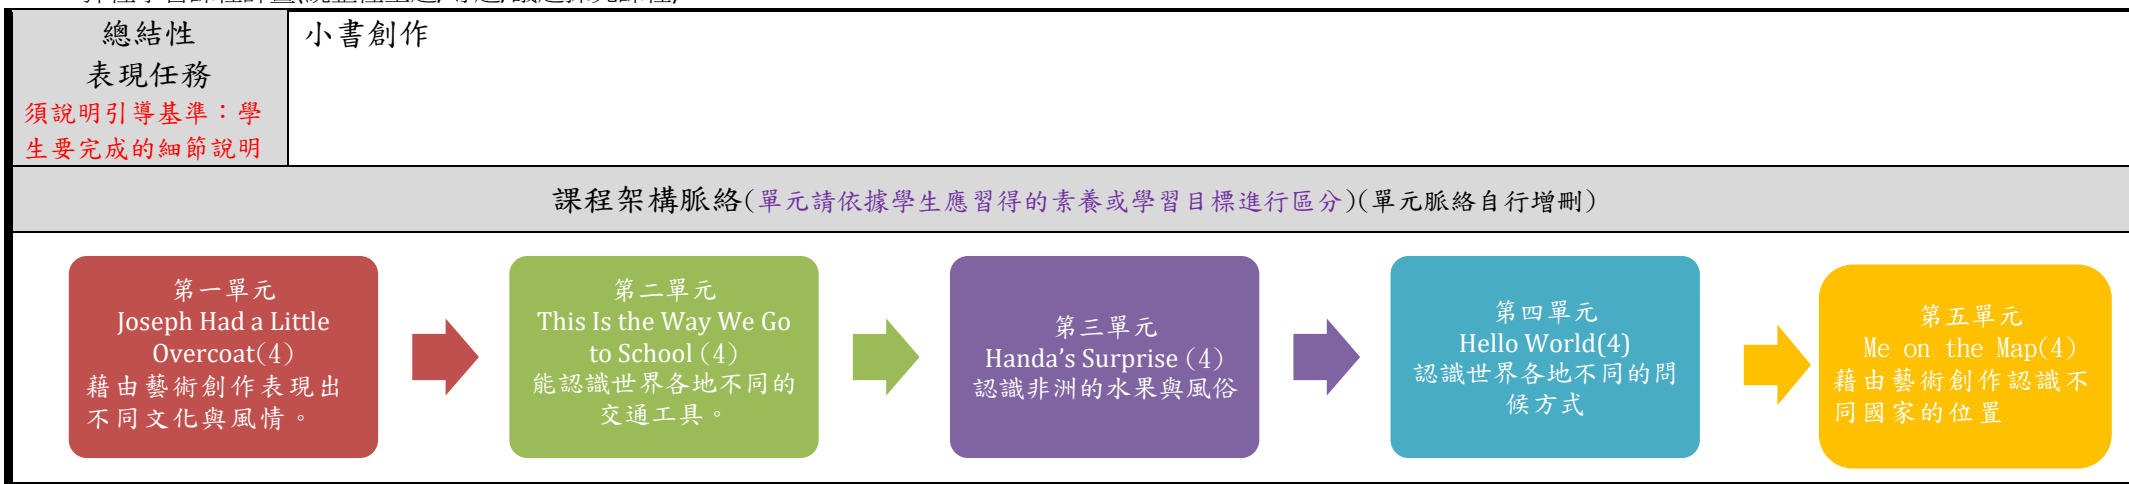 總結性
表現任務
須說明引導基準：學
生要完成的細節說明
小書創作
課程架構脈絡(單元請依據學生應習得的素養或學習目標進行區分)(單元脈絡自行增刪)
第一單元
Joseph Had a Little
Overcoat(4)
藉由藝術創作表現出
不同文化與風情。
第二單元
This Is the Way We Go
to School (4)
能認識世界各地不同的
交通工具。
第三單元
Handa’s Surprise (4)
認識非洲的水果與風俗
第四單元
Hello World(4)
認識世界各地不同的問
候方式
第五單元
Me on the Map(4)
藉由藝術創作認識不
同國家的位置